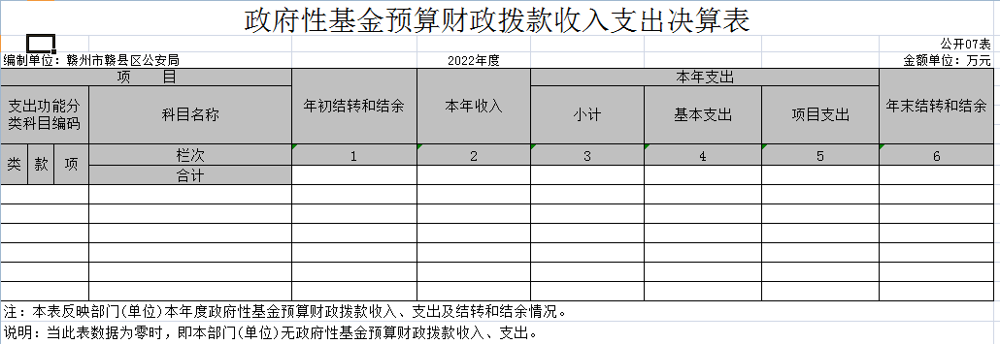 政府性基金预算财政拨款收入支出决算表
公开07表
编制单位：赣州市赣县区公安局 2022年度 金额单位：万元
项 目 年初结转和结余 本年收入 本年支出 年末结转和结余
支出功能分类科目编码 科目名称 小计 基本支出 项目支出
类 款 项 栏次 1 2 3 4 5 6
合计
注：本表反映部门(单位)本年度政府性基金预算财政拨款收入、支出及结转和结余情况。
说明：当此表数据为零时，即本部门(单位)无政府性基金预算财政拨款收入、支出。